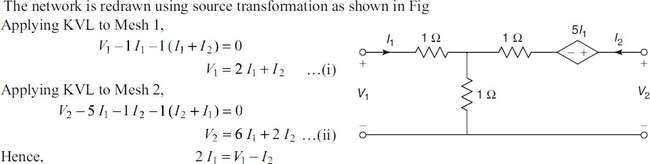 The network is redrawn using source transformation as shown in Fig
Applying KVL to Mesh 1,
V₁ – 1 I₁ – 1 (I₁ + I₂) = 0
V₁ = 2 I₁ + I₂ ...(i)
Applying KVL to Mesh 2,
V₂ – 5 I₁ – 1 I₂ – 1 (I₂ + I₁) = 0
V₂ = 6 I₁ + 2 I₂ ...(ii)
Hence, 2 I₁ = V₁ – I₂
I₁ 1 Ω 1 Ω 5I₁ I₂
– +
+ +
V₁ 1 Ω V₂
– –